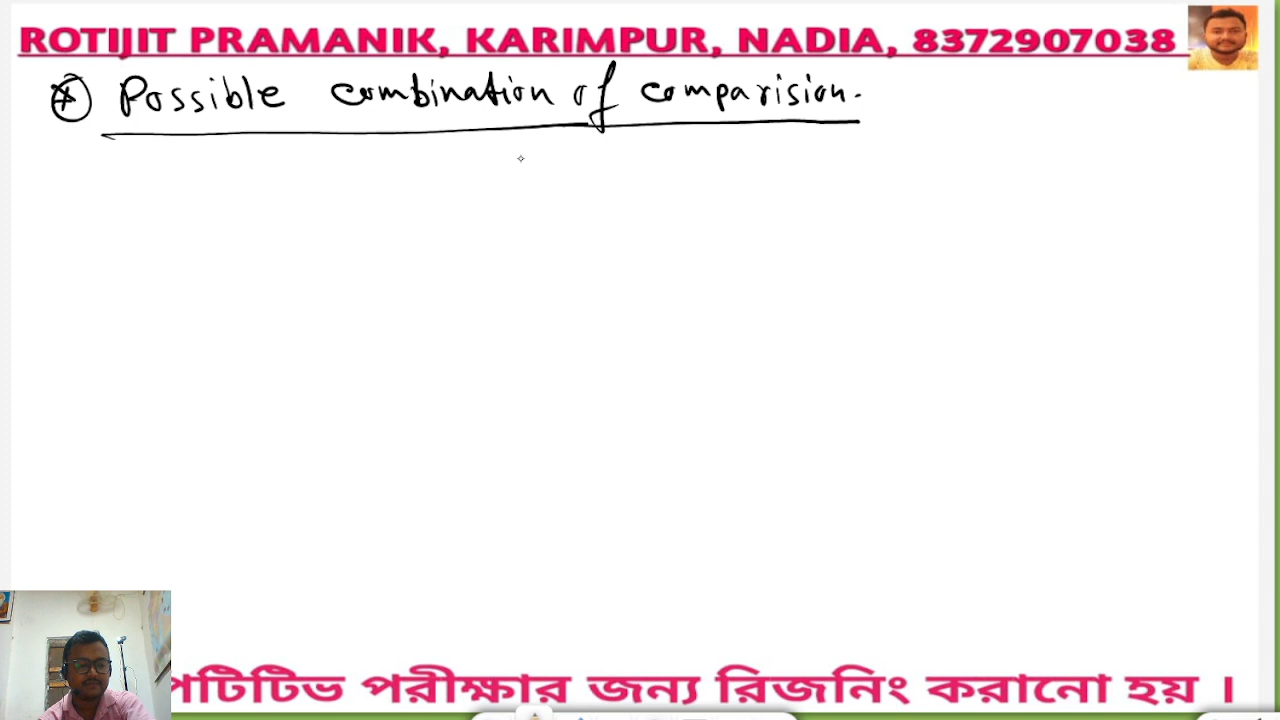 ROTIJIT PRAMANIK, KARIMPUR, NADIA, 8372907038
Possible combination of comparision.
পটিটিভ পরীক্ষার জন্য রিজনিং করানো হয় ।